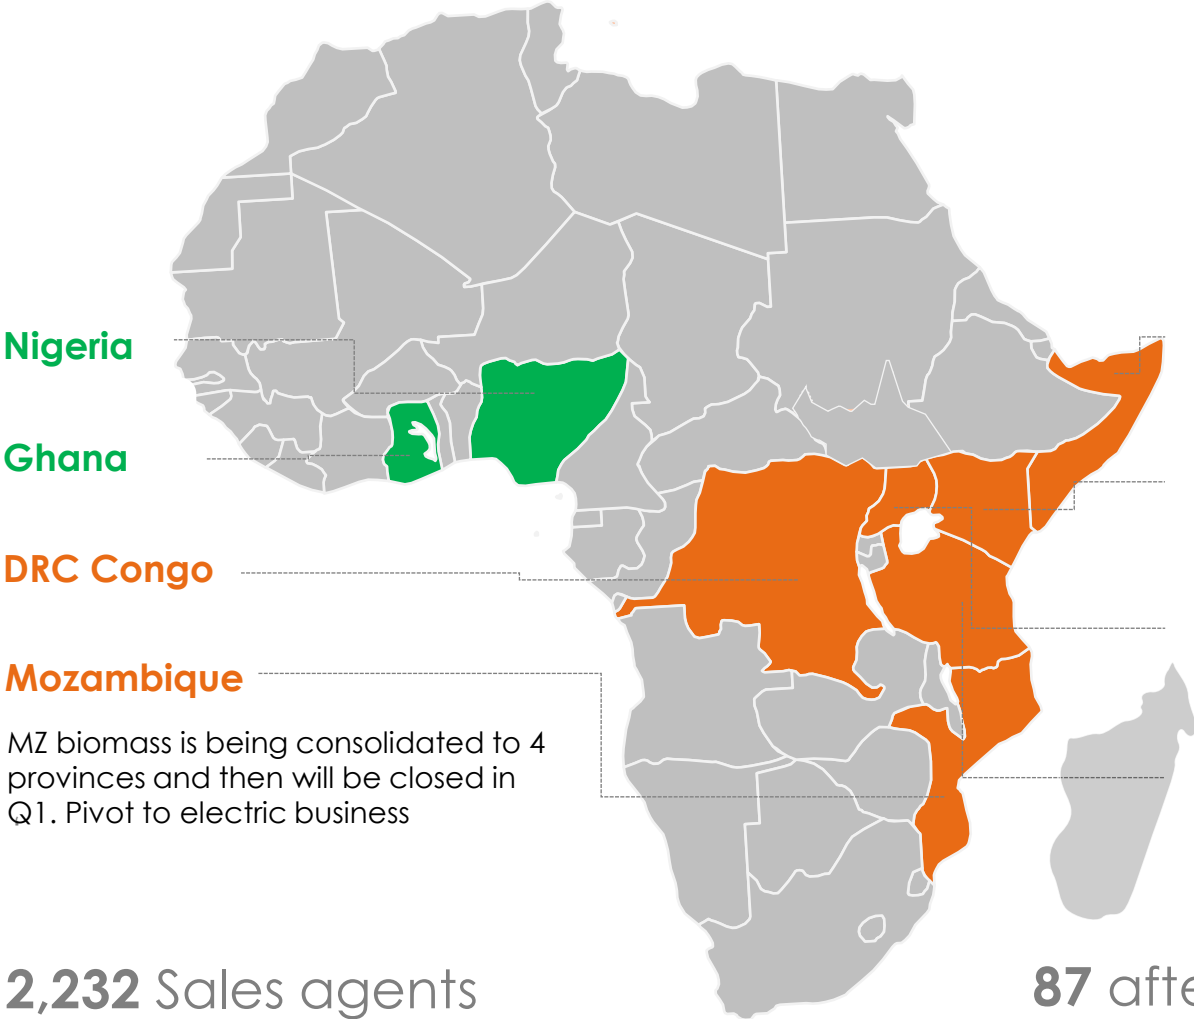 Nigeria
Ghana
DRC Congo
Mozambique
MZ biomass is being consolidated to 4
provinces and then will be closed in
Q1. Pivot to electric business
2,232 Sales agents
87